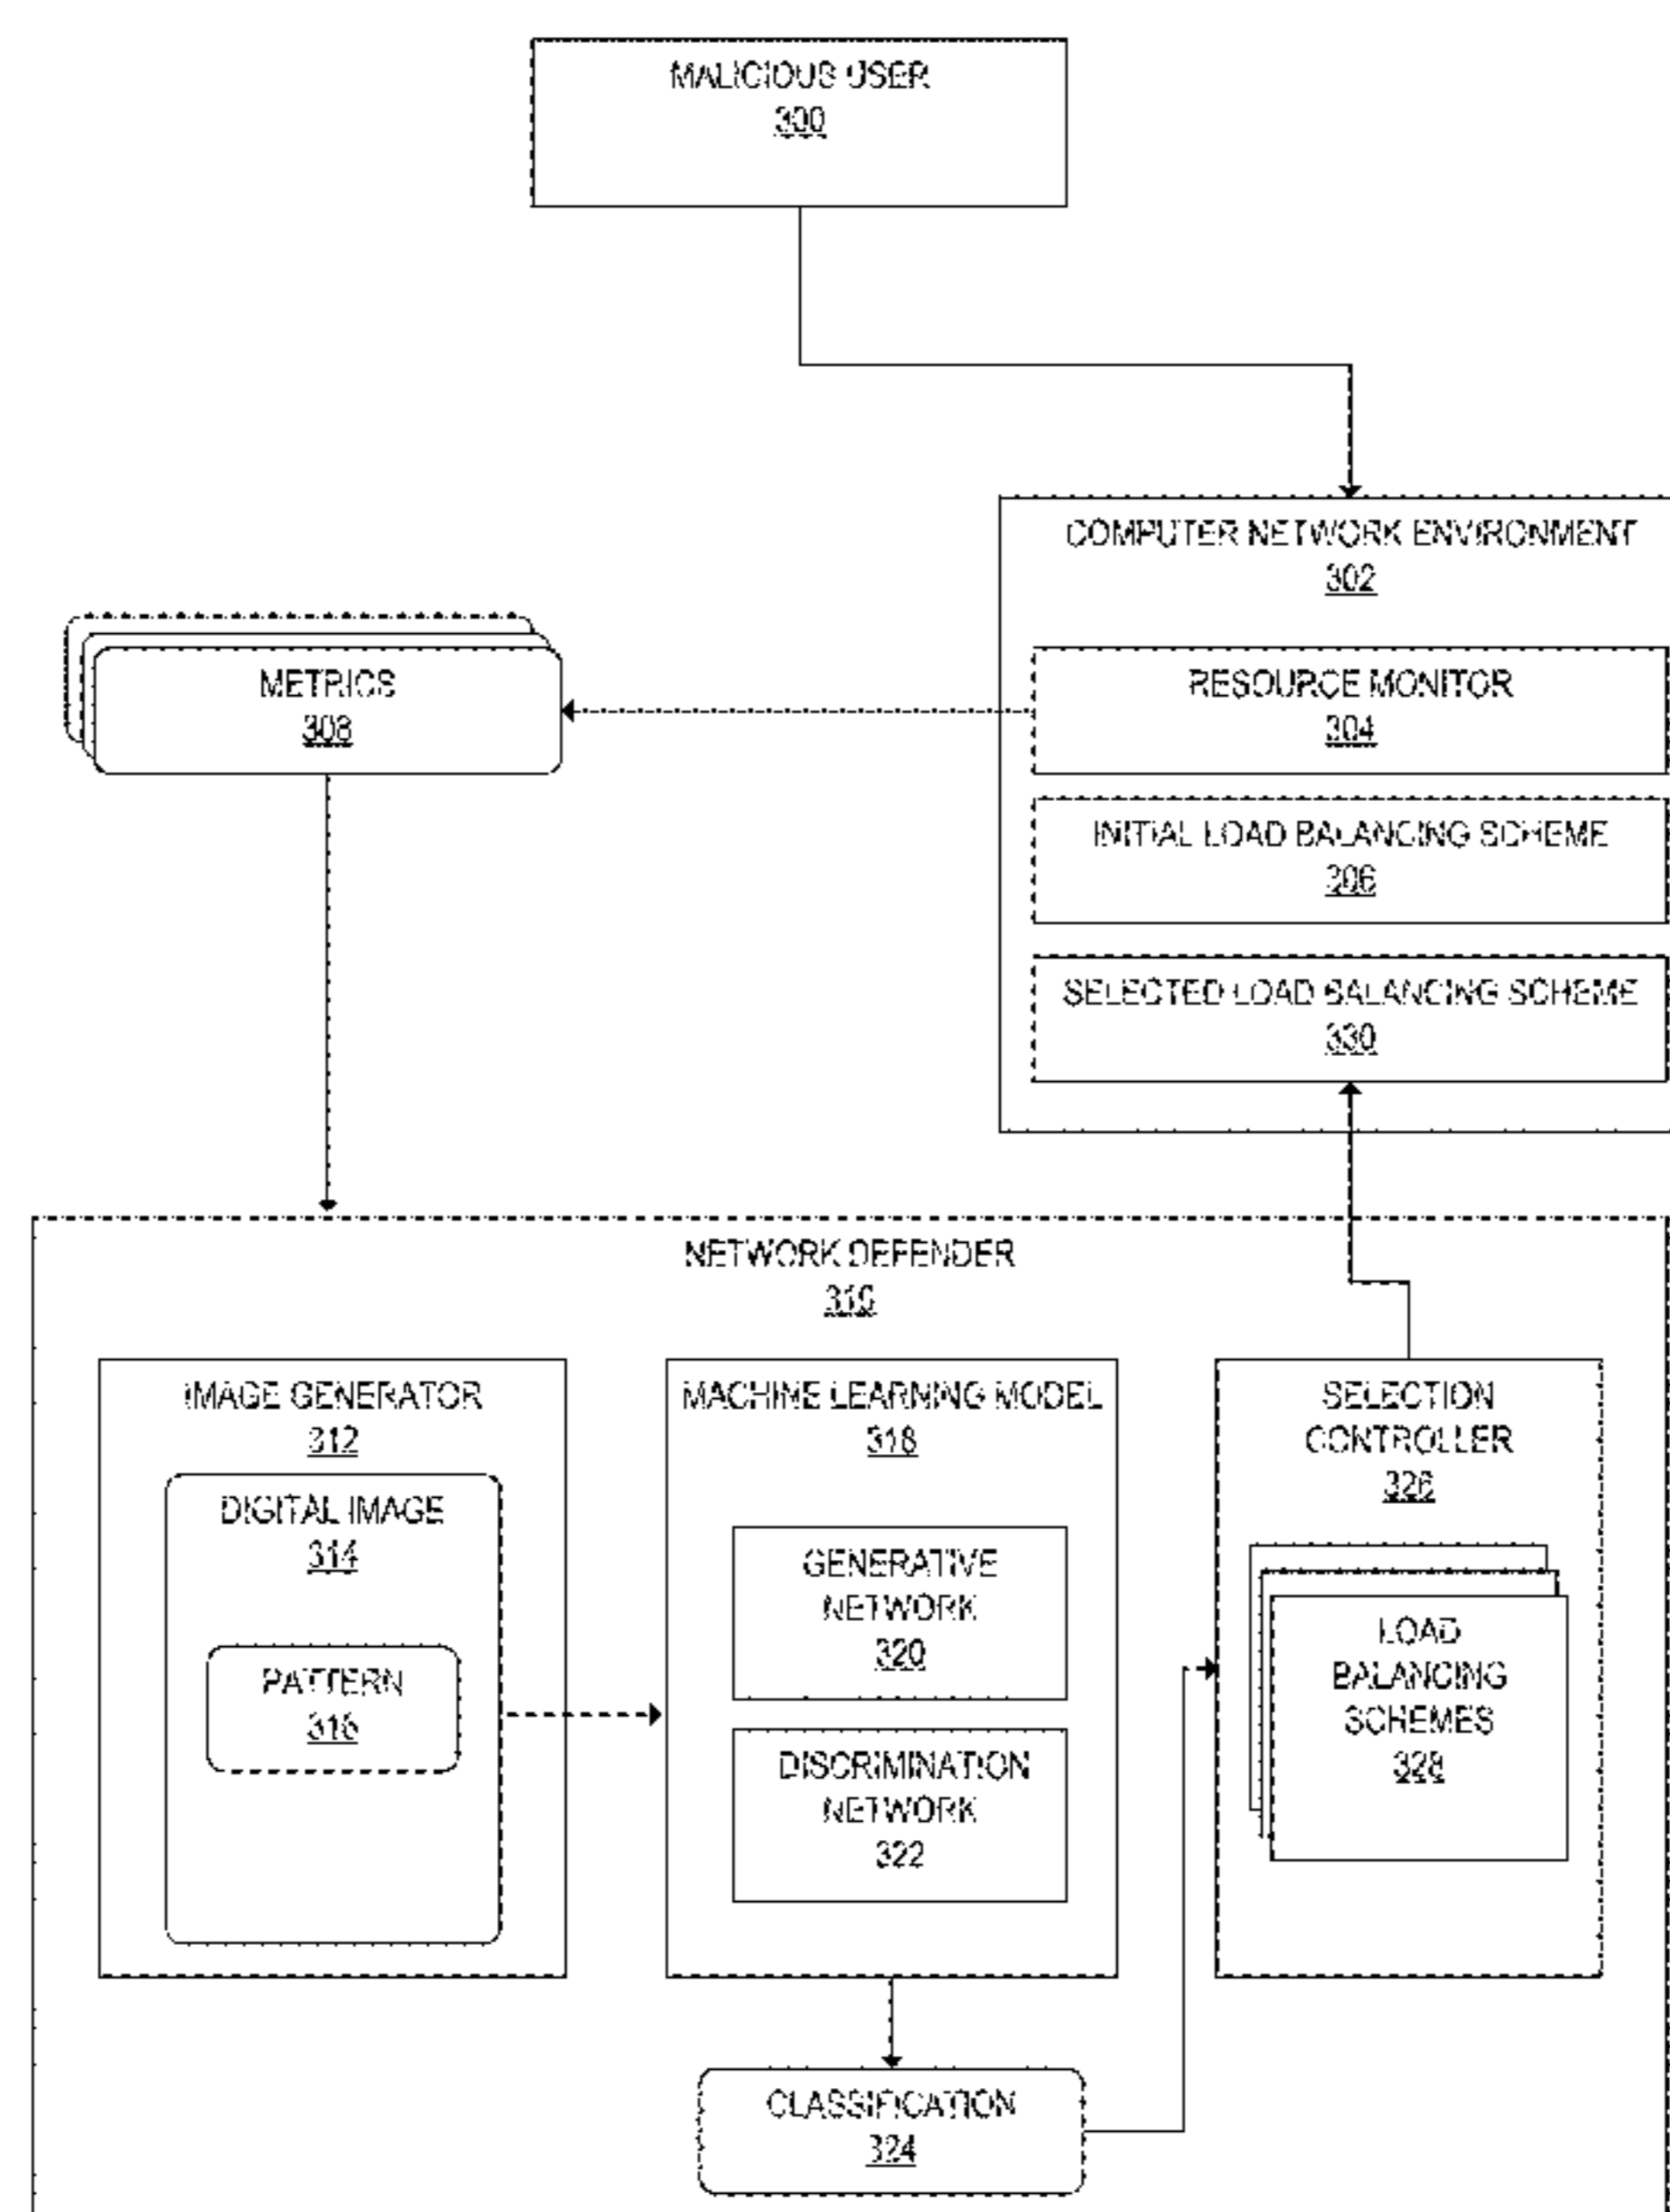 MALICIOUS USER
300
COMPUTER NETWORK ENVIRONMENT
302
RESOURCE MONITOR
304
METRICS
308
INITIAL LOAD BALANCING SCHEME
306
SELECTED LOAD BALANCING SCHEME
330
NETWORK DEFENDER
310
IMAGE GENERATOR
312
DIGITAL IMAGE
314
PATTERN
316
MACHINE LEARNING MODEL
318
GENERATIVE
NETWORK
320
DISCRIMINATION
NETWORK
322
SELECTION
CONTROLLER
326
LOAD
BALANCING
SCHEMES
328
CLASSIFICATION
324